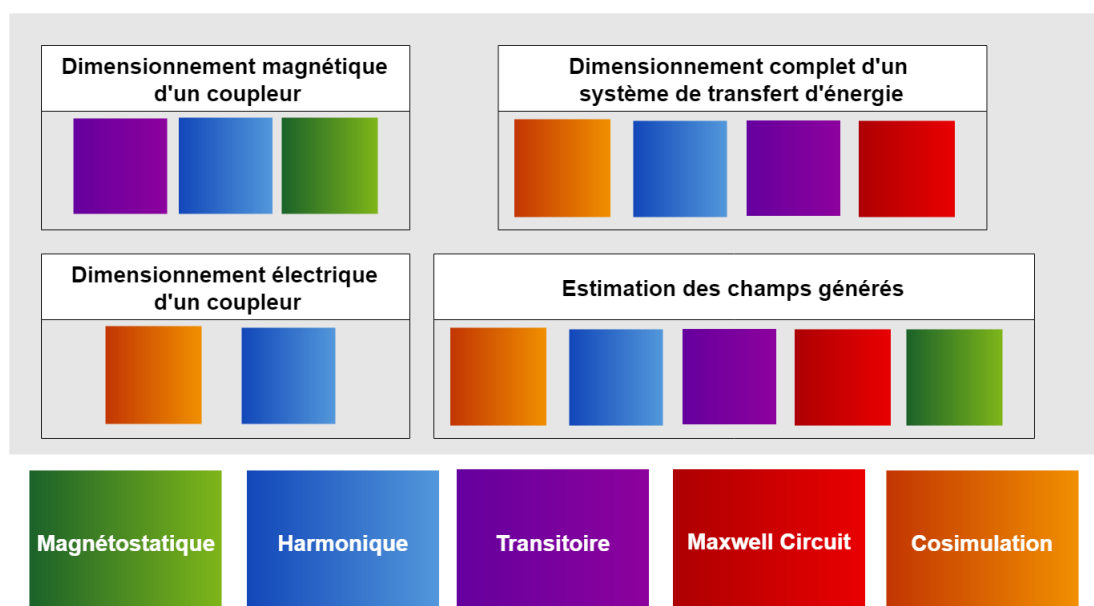 Dimensionnement magnétique
d'un coupleur
Dimensionnement complet d'un
système de transfert d'énergie
Dimensionnement électrique
d'un coupleur
Estimation des champs générés
Magnétostatique
Harmonique
Transitoire
Maxwell Circuit
Cosimulation